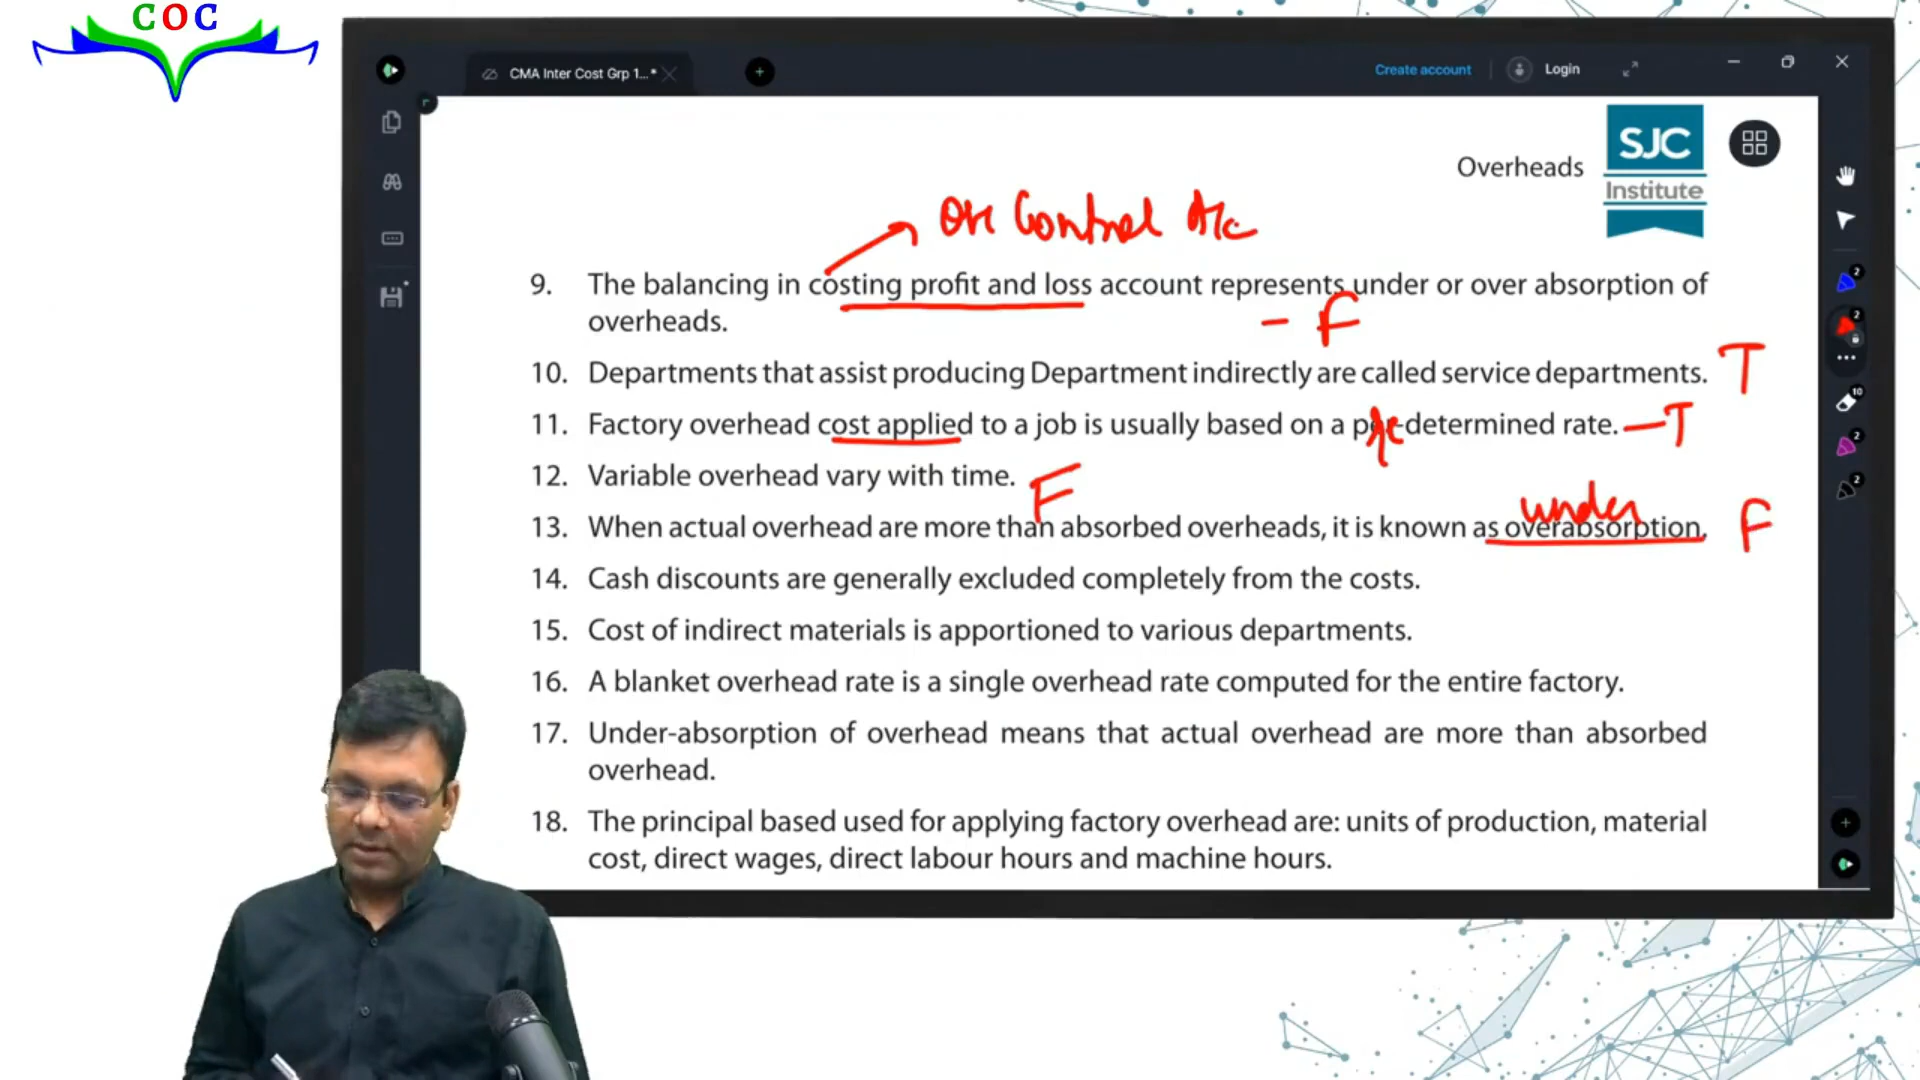 COC
CMA Inter Cost Grp 1...*
Create account
Login
Overheads
SJC
Institute
OH Control A/c
9. The balancing in costing profit and loss account represents under or over absorption of
overheads.
- F
10. Departments that assist producing Department indirectly are called service departments. T
11. Factory overhead cost applied to a job is usually based on a per-determined rate. - T
12. Variable overhead vary with time. F
under
13. When actual overhead are more than absorbed overheads, it is known as overabsorption. F
14. Cash discounts are generally excluded completely from the costs.
15. Cost of indirect materials is apportioned to various departments.
16. A blanket overhead rate is a single overhead rate computed for the entire factory.
17. Under-absorption of overhead means that actual overhead are more than absorbed
overhead.
18. The principal based used for applying factory overhead are: units of production, material
cost, direct wages, direct labour hours and machine hours.
2
2
10
2
2